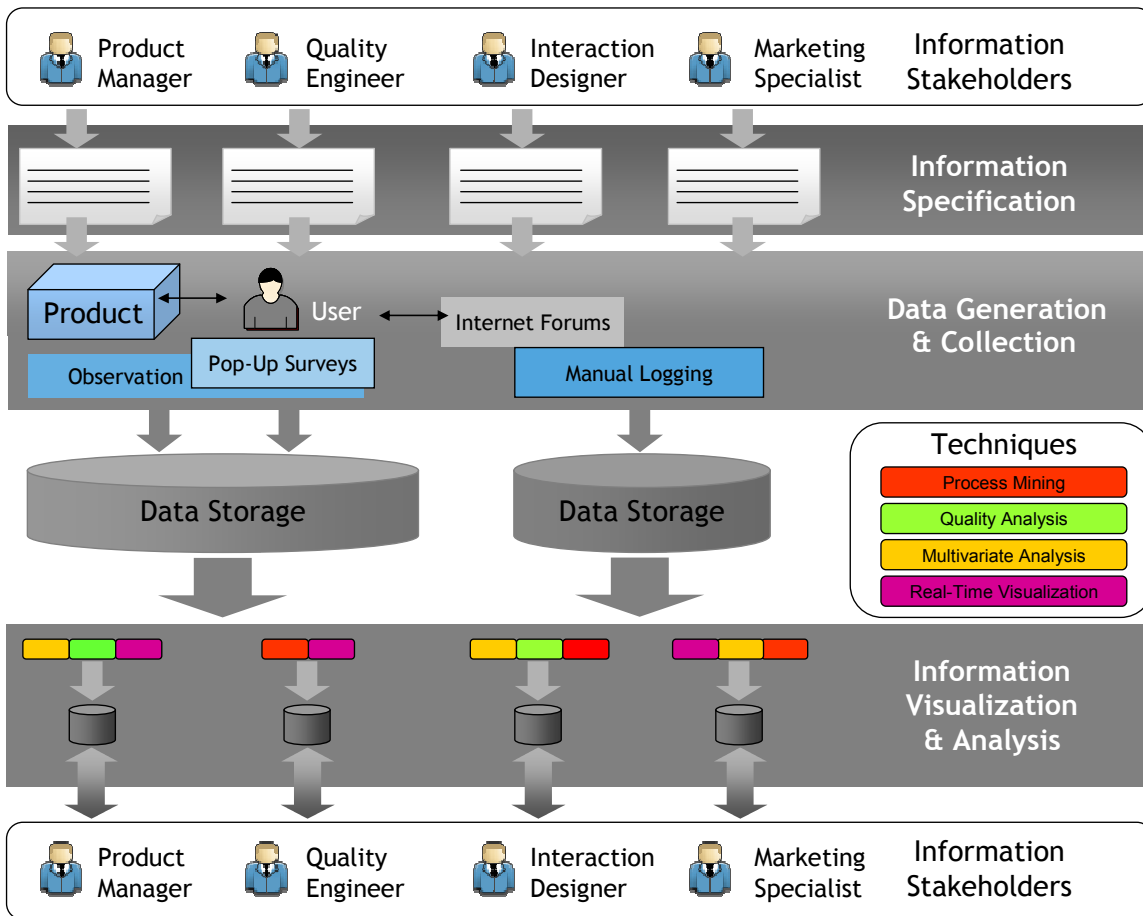 Product
Manager
Quality
Engineer
Interaction
Designer
Marketing
Specialist
Information
Stakeholders
Information
Specification
Product
User
Internet Forums
Observation
Pop-Up Surveys
Manual Logging
Data Generation
& Collection
Data Storage
Data Storage
Techniques
Process Mining
Quality Analysis
Multivariate Analysis
Real-Time Visualization
Information
Visualization
& Analysis
Product
Manager
Quality
Engineer
Interaction
Designer
Marketing
Specialist
Information
Stakeholders